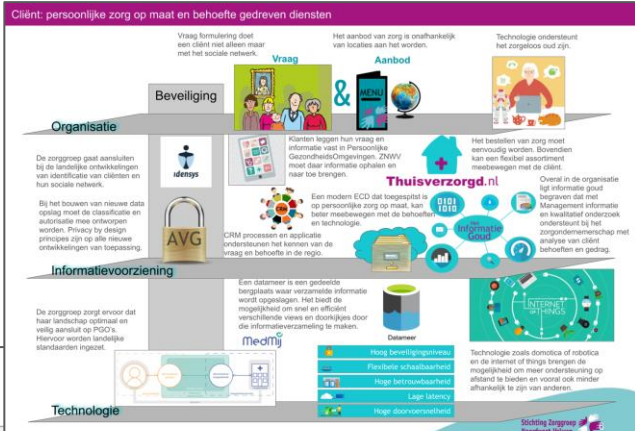 Cliënt: persoonlijke zorg op maat en behoefte gedreven diensten
Vraag formulering doet
een cliënt niet alleen maar
met het sociale netwerk.
Het aanbod van zorg is onafhankelijk
van locaties aan het worden.
Technologie ondersteunt
het zorgeloos oud zijn.
Vraag
&
Aanbod
MENU
Beveiliging
Organisatie
De zorggroep gaat aansluiten
bij de landelijke ontwikkelingen
van identificatie van cliënten en
hun sociale netwerk.
idensys
Klanten leggen hun vraag en
informatie vast in Persoonlijke
GezondheidsOmgevingen. ZNWV
moet daar informatie ophalen en
naar toe brengen.
Het bestellen van zorg moet
eenvoudig worden. Bovendien
kan een flexibel assortiment
meebewegen met de cliënt.
Thuisverzorgd.nl
Bij het bouwen van nieuwe data
opslag moet de classificatie en
autorisatie mee ontworpen
worden. Privacy by design
principes zijn op alle nieuwe
ontwikkelingen van toepassing.
AVG
CRM
Een modern ECD dat toegespitst is
op persoonlijke zorg op maat, kan
beter meebewegen met de behoeften
en technologie.
CRM processen en applicatie
ondersteunen het kennen van de
vraag en behoefte in de regio.
Informatie
Goud
Overal in de organisatie
ligt informatie goud
begraven dat met
Management Informatie
en kwalitatief onderzoek
ondersteunt bij het
zorgondernemerschap met
analyse van cliënt
behoeften en gedrag.
Informatievoorziening
De zorggroep zorgt ervoor dat
haar landschap optimaal en
veilig aansluit op PGO's.
Hiervoor worden landelijke
standaarden ingezet.
Een datameer is een gedeelde
bergplaats waar verzamelde informatie
wordt opgeslagen. Het biedt de
mogelijkheid om snel en efficiënt
verschillende views en doorkijkjes door
die informatieverzameling te maken.
MedMij
Datameer
INTERNET
OF THINGS
Hoog beveiligingsniveau
Flexibele schaalbaarheid
Hoge betrouwbaarheid
Lage latency
Hoge doorvoersnelheid
Technologie zoals domotica of robotica
en the internet of things brengen de
mogelijkheid om meer ondersteuning op
afstand te bieden en vooral ook minder
afhankelijk te zijn van anderen.
Technologie
Stichting Zorggroep